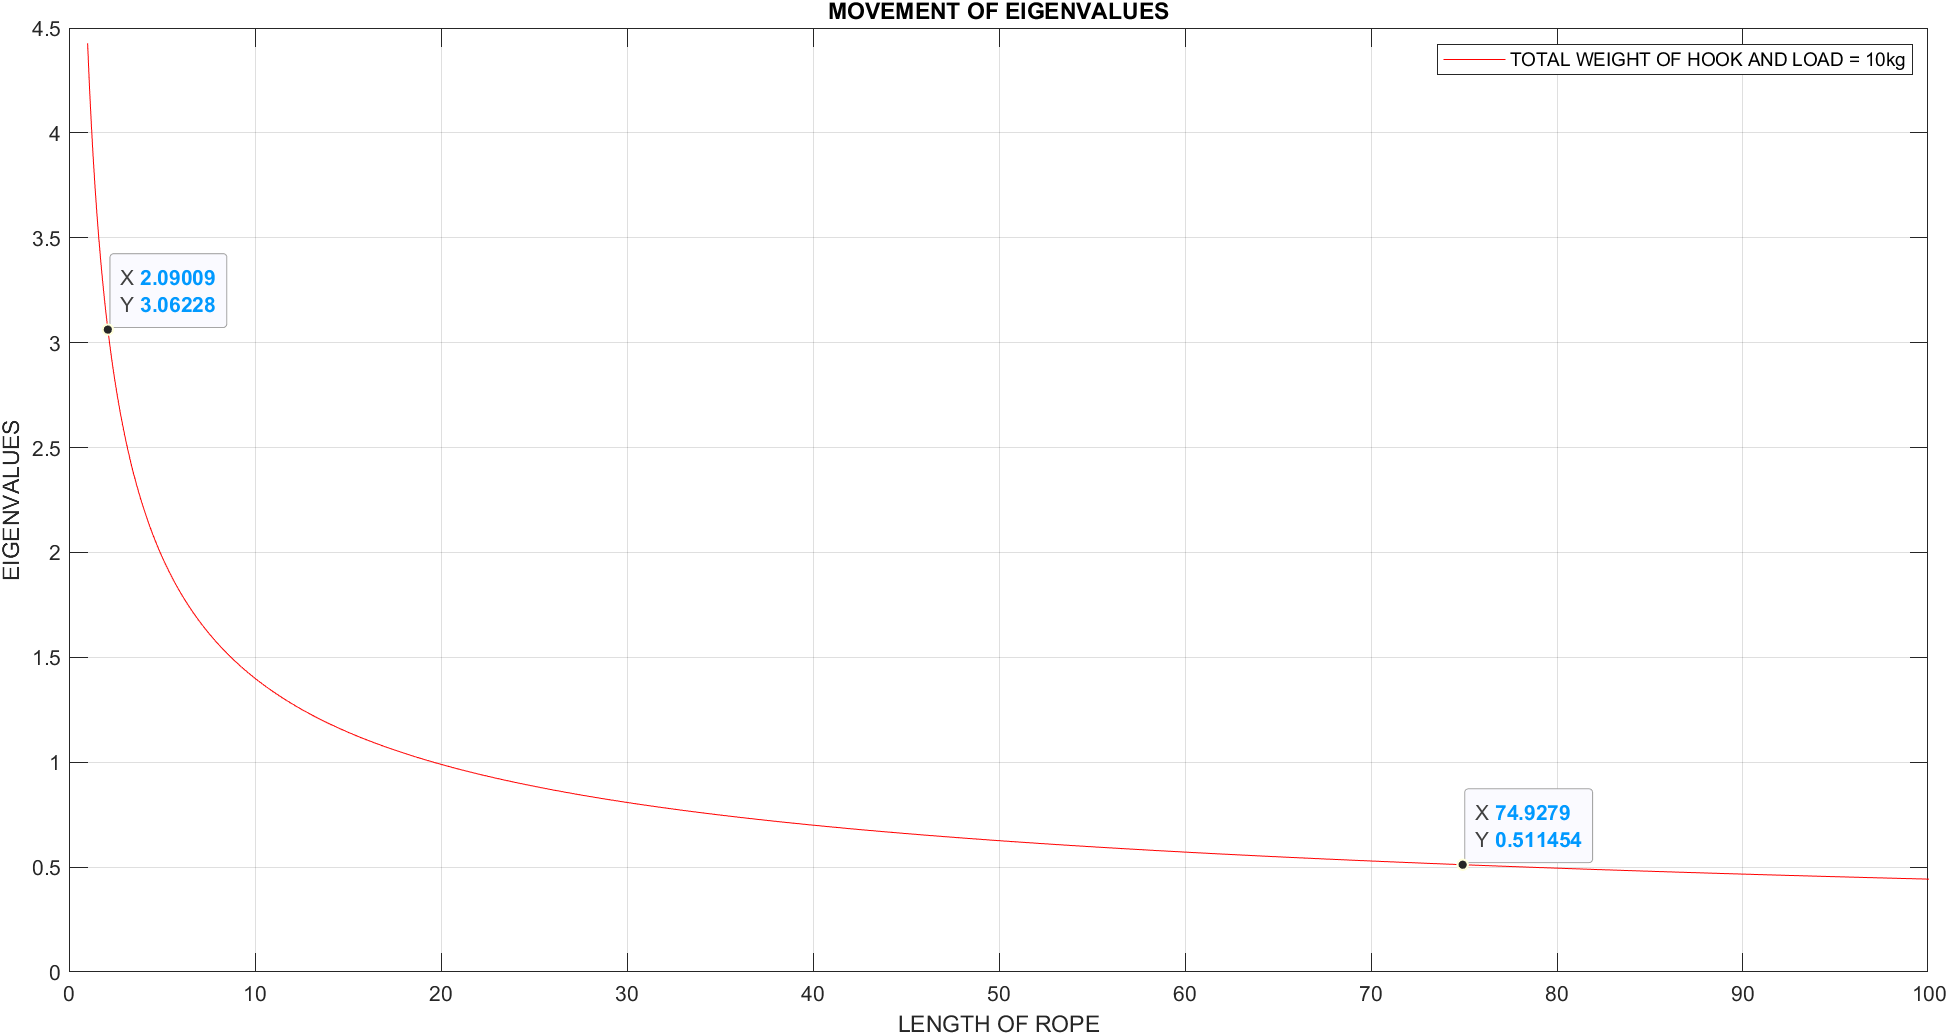 MOVEMENT OF EIGENVALUES
TOTAL WEIGHT OF HOOK AND LOAD = 10kg
4.5
4
3.5
3
2.5
2
1.5
1
0.5
0
EIGENVALUES
X 2.09009
Y 3.06228
X 74.9279
Y 0.511454
0 10 20 30 40 50 60 70 80 90 100
LENGTH OF ROPE